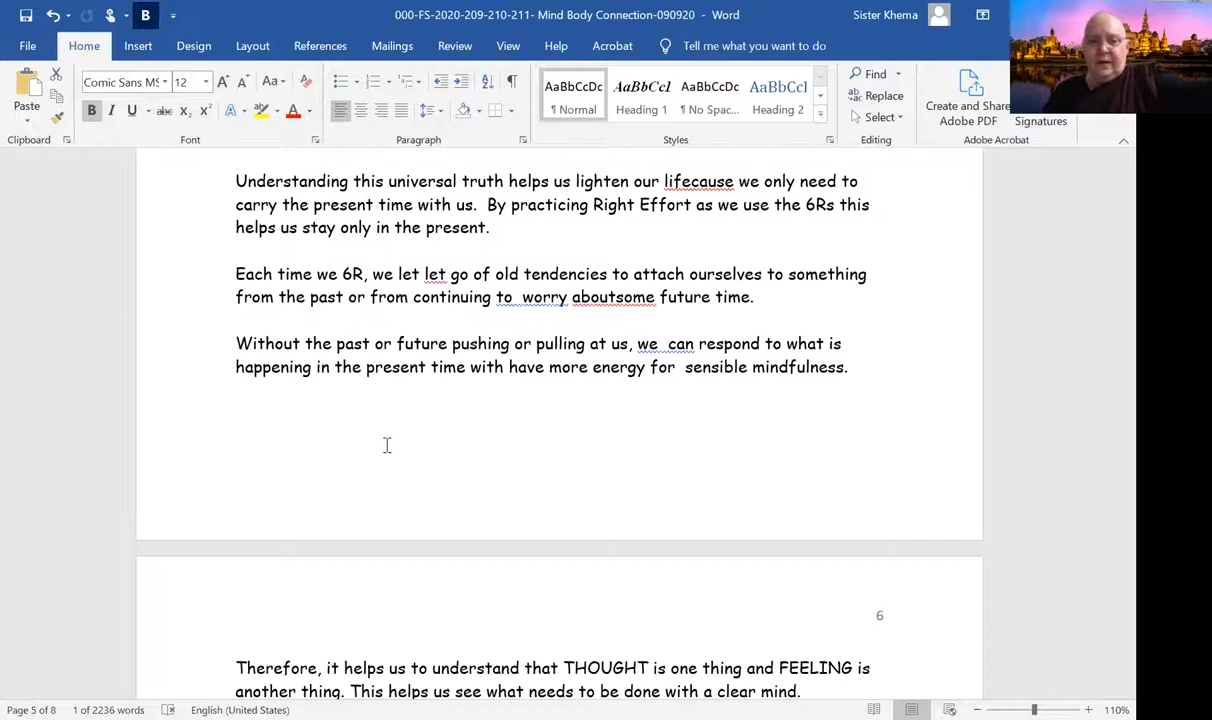 000-FS-2020-209-210-211- Mind Body Connection-090920 - Word
Sister Khema
File Home Insert Design Layout References Mailings Review View Help Acrobat Tell me what you want to do
Paste
Comic Sans MS 12
AaBbCcDc AaBbCcI AaBbCcDc AaBbCcI
¶ Normal Heading 1 ¶ No Spac... Heading 2
Find
Replace
Select
Create and Share
Adobe PDF
Signatures
Clipboard Font Paragraph Styles Editing Adobe Acrobat
Understanding this universal truth helps us lighten our lifecause we only need to
carry the present time with us. By practicing Right Effort as we use the 6Rs this
helps us stay only in the present.
Each time we 6R, we let let go of old tendencies to attach ourselves to something
from the past or from continuing to worry aboutsome future time.
Without the past or future pushing or pulling at us, we can respond to what is
happening in the present time with have more energy for sensible mindfulness.
6
Therefore, it helps us to understand that THOUGHT is one thing and FEELING is
another thing. This helps us see what needs to be done with a clear mind.
Page 5 of 8 1 of 2236 words English (United States) 110%